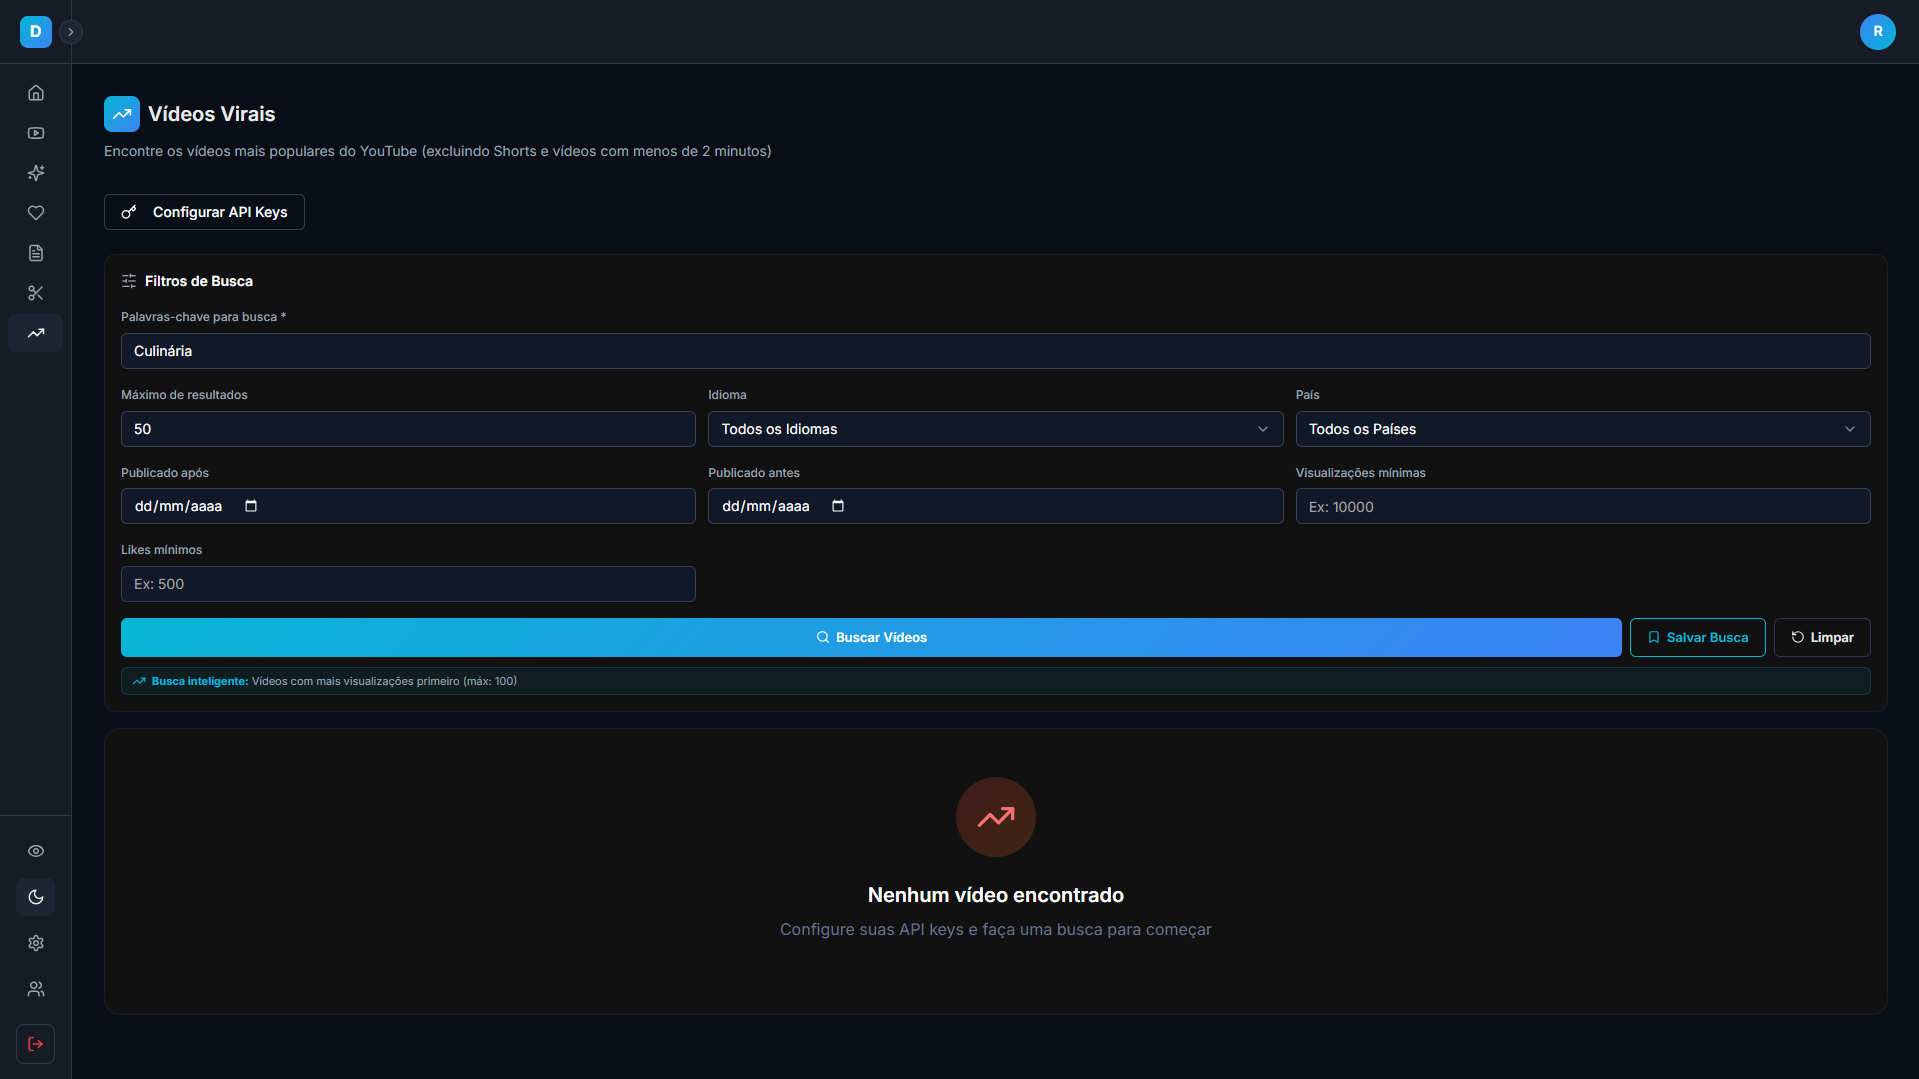 D
R
Vídeos Virais
Encontre os vídeos mais populares do YouTube (excluindo Shorts e vídeos com menos de 2 minutos)
Configurar API Keys
Filtros de Busca
Palavras-chave para busca *
Culinária
Máximo de resultados
Idioma
País
50
Todos os Idiomas
Todos os Países
Publicado após
Publicado antes
Visualizações mínimas
dd/mm/aaaa
dd/mm/aaaa
Ex: 10000
Likes mínimos
Ex: 500
Buscar Vídeos
Salvar Busca
Limpar
Busca inteligente: Vídeos com mais visualizações primeiro (máx: 100)
Nenhum vídeo encontrado
Configure suas API keys e faça uma busca para começar